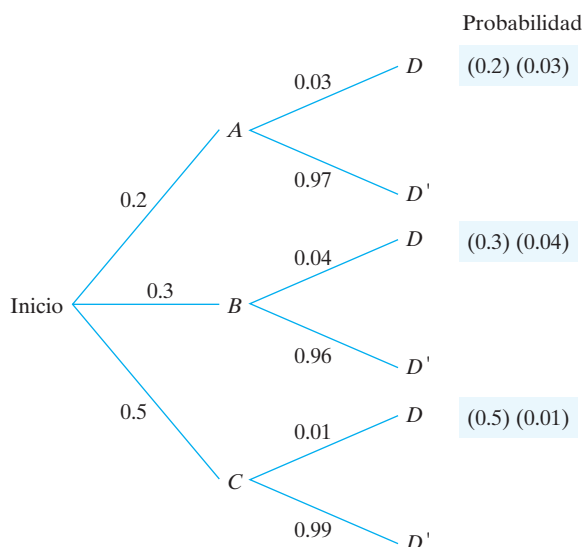 Probabilidad
D (0.2) (0.03)
0.03
A
0.97
0.2
D'
D (0.3) (0.04)
0.04
Inicio 0.3 B
0.96
D'
0.5
D (0.5) (0.01)
0.01
C
0.99
D'